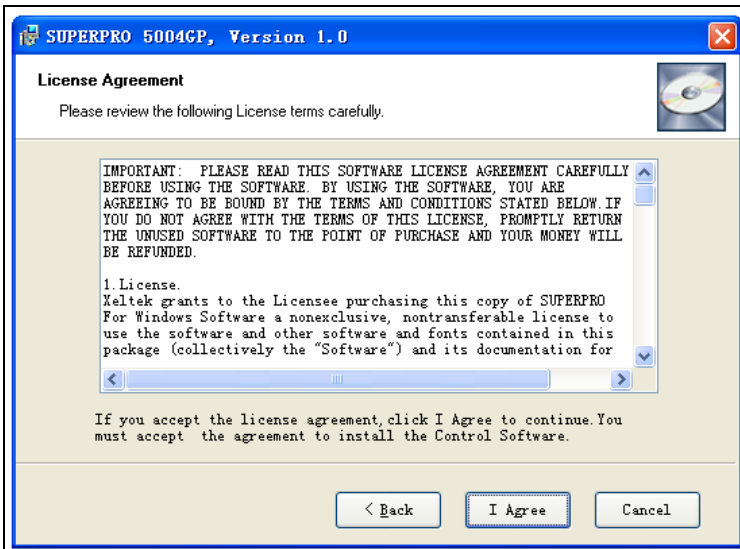 SUPERPRO 5004GP, Version 1.0
License Agreement
Please review the following License terms carefully.
IMPORTANT: PLEASE READ THIS SOFTWARE LICENSE AGREEMENT CAREFULLY
BEFORE USING THE SOFTWARE. BY USING THE SOFTWARE, YOU ARE
AGREEING TO BE BOUND BY THE TERMS AND CONDITIONS STATED BELOW.IF
YOU DO NOT AGREE WITH THE TERMS OF THIS LICENSE, PROMPTLY RETURN
THE UNUSED SOFTWARE TO THE POINT OF PURCHASE AND YOUR MONEY WILL
BE REFUNDED.
1.License.
Xeltek grants to the Licensee purchasing this copy of SUPERPRO
For Windows Software a nonexclusive, nontransferable license to
use the software and other software and fonts contained in this
package (collectively the "Software") and its documentation for
If you accept the license agreement,click I Agree to continue.You
must accept the agreement to install the Control Software.
< Back
I Agree
Cancel